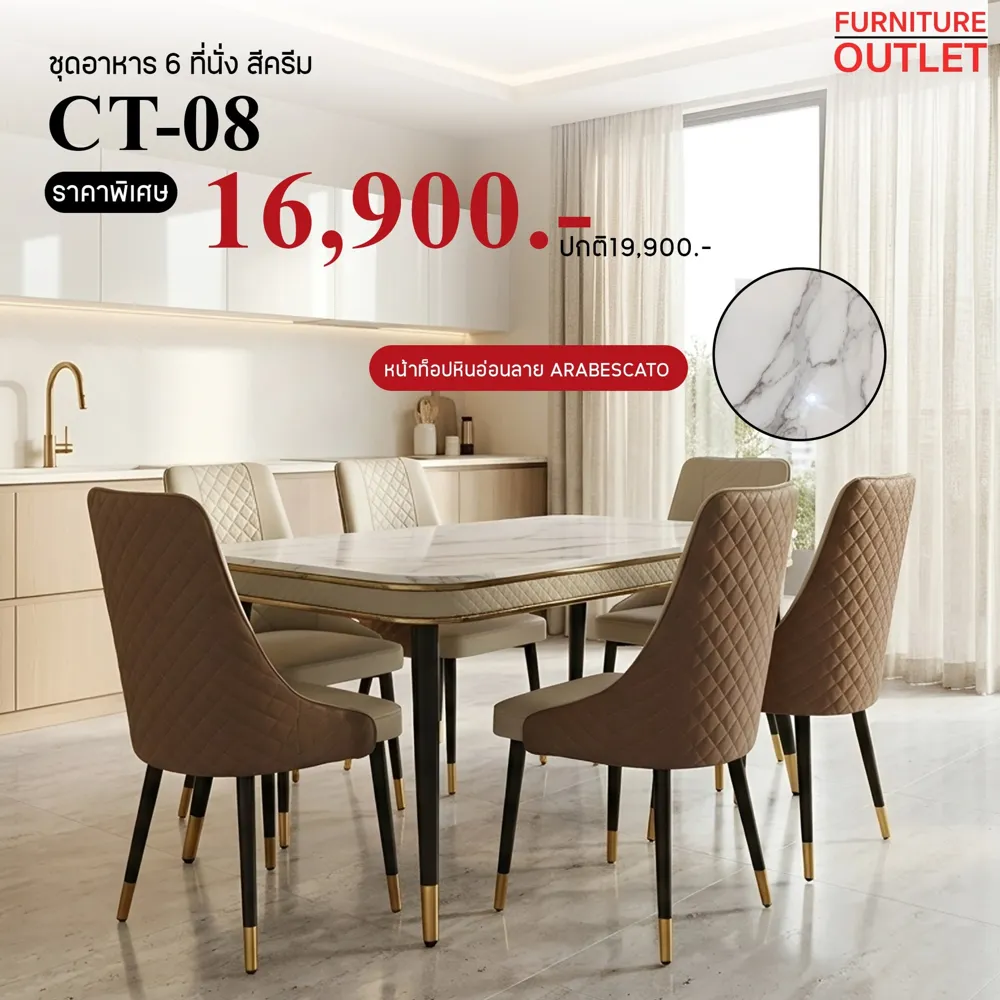 FURNITURE
OUTLET
ชุดอาหาร 6 ที่นั่ง สีครีม
CT-08
ราคาพิเศษ 16,900.-
ปกติ19,900.-
หน้าท็อปหินอ่อนลาย ARABESCATO